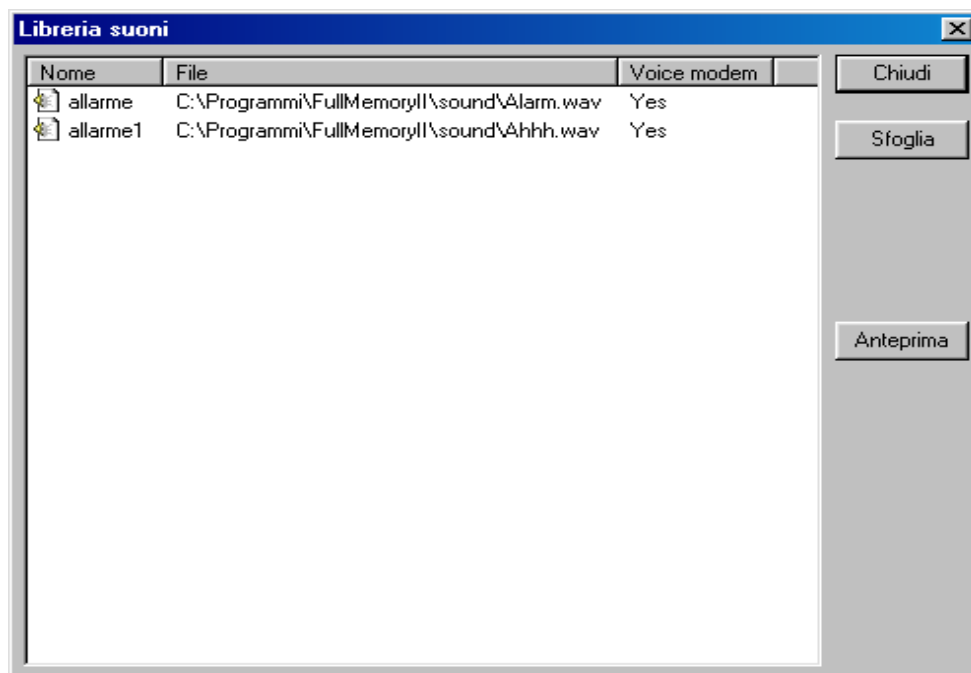 Libreria suoni
Nome File Voice modem
allarme C:\Programmi\FullMemoryII\sound\Alarm.wav Yes
allarme1 C:\Programmi\FullMemoryII\sound\Ahhh.wav Yes
Chiudi
Sfoglia
Anteprima